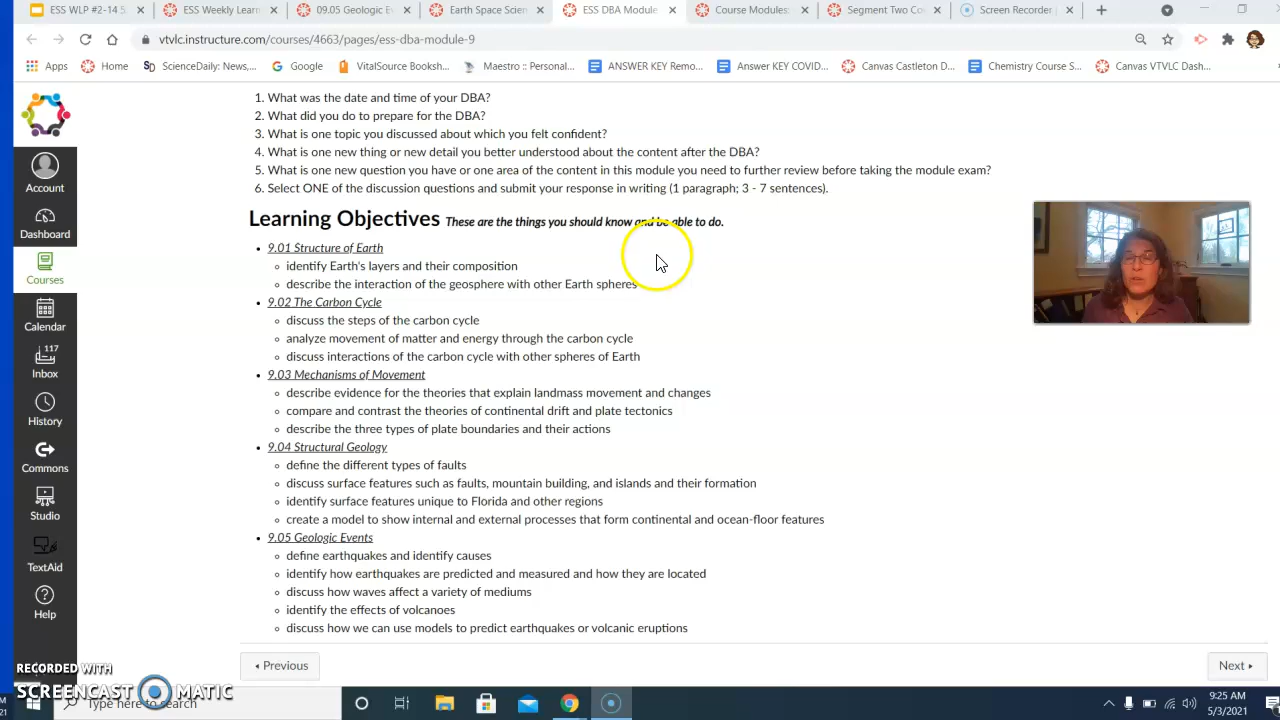 ESS WLP #2-14 5
ESS Weekly Learn
09.05 Geologic Ev
Earth Space Scien
ESS DBA Module
Course Modules:
Segment Two Co
Screen Recorder
vtvlc.instructure.com/courses/4663/pages/ess-dba-module-9
Apps
Home
ScienceDaily: News,...
Google
VitalSource Booksh...
Maestro :: Personal...
ANSWER KEY Remo...
Answer KEY COVID...
Canvas Castleton D...
Chemistry Course S...
Canvas VTVLC Dash...
Account
Dashboard
Courses
Calendar
117
Inbox
History
Commons
Studio
TextAid
Help
1. What was the date and time of your DBA?
2. What did you do to prepare for the DBA?
3. What is one topic you discussed about which you felt confident?
4. What is one new thing or new detail you better understood about the content after the DBA?
5. What is one new question you have or one area of the content in this module you need to further review before taking the module exam?
6. Select ONE of the discussion questions and submit your response in writing (1 paragraph; 3 - 7 sentences).
Learning Objectives These are the things you should know and be able to do.
9.01 Structure of Earth
identify Earth's layers and their composition
describe the interaction of the geosphere with other Earth spheres
9.02 The Carbon Cycle
discuss the steps of the carbon cycle
analyze movement of matter and energy through the carbon cycle
discuss interactions of the carbon cycle with other spheres of Earth
9.03 Mechanisms of Movement
describe evidence for the theories that explain landmass movement and changes
compare and contrast the theories of continental drift and plate tectonics
describe the three types of plate boundaries and their actions
9.04 Structural Geology
define the different types of faults
discuss surface features such as faults, mountain building, and islands and their formation
identify surface features unique to Florida and other regions
create a model to show internal and external processes that form continental and ocean-floor features
9.05 Geologic Events
define earthquakes and identify causes
identify how earthquakes are predicted and measured and how they are located
discuss how waves affect a variety of mediums
identify the effects of volcanoes
discuss how we can use models to predict earthquakes or volcanic eruptions
Previous
Next
RECORDED WITH
SCREENCAST MATIC
Type here to search
9:25 AM
5/3/2021